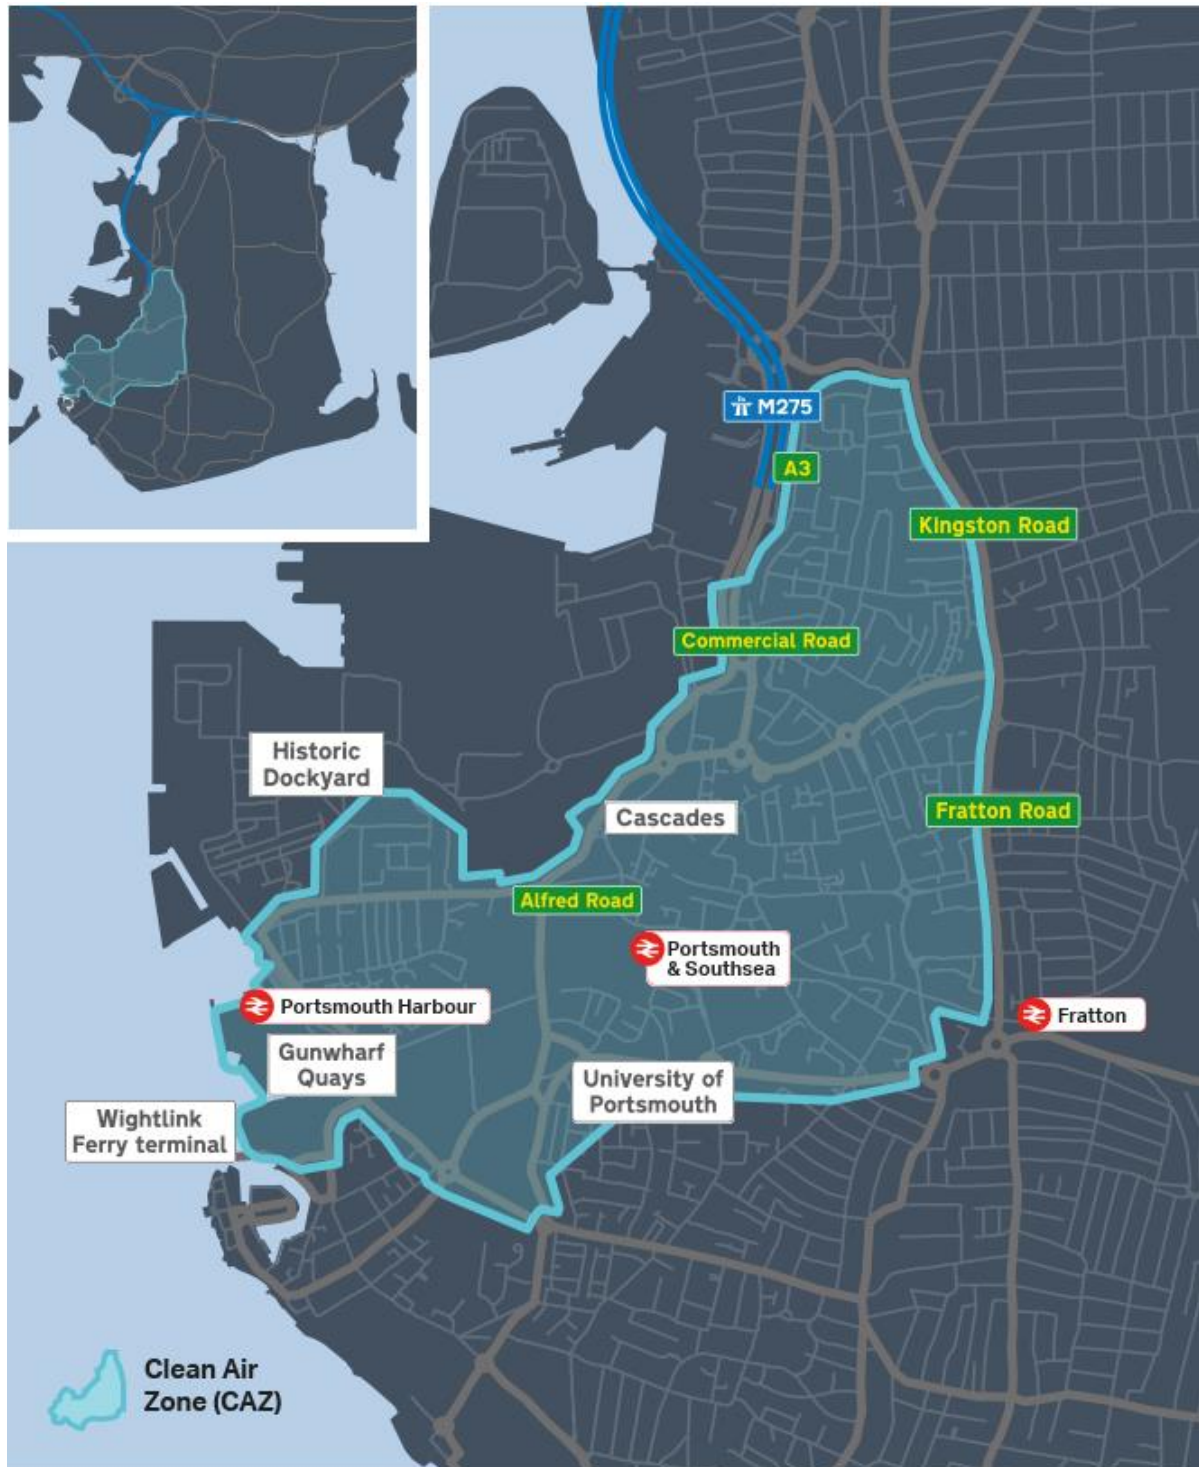 M275
A3
Kingston Road
Commercial Road
Historic
Dockyard
Cascades
Fratton Road
Alfred Road
Portsmouth
& Southsea
Portsmouth Harbour
Fratton
Gunwharf
Quays
University of
Portsmouth
Wightlink
Ferry terminal
Clean Air
Zone (CAZ)